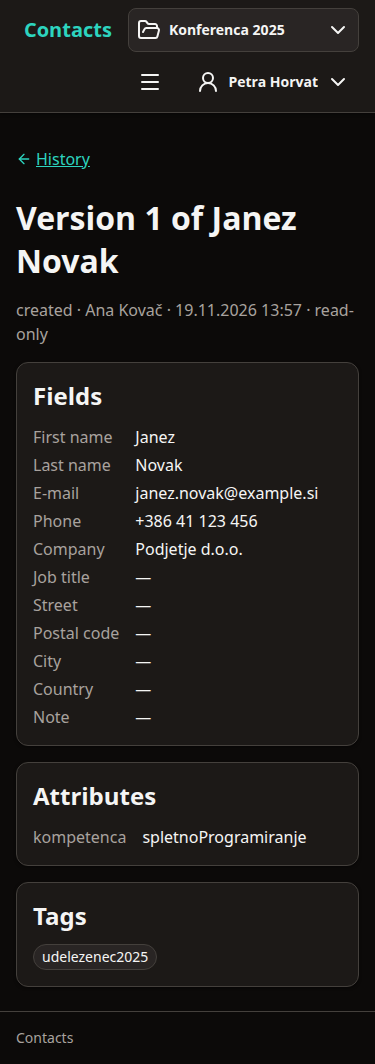 Contacts
Konferenca 2025
Petra Horvat
← History
Version 1 of Janez
Novak
created · Ana Kovač · 19.11.2026 13:57 · read-
only
Fields
First name Janez
Last name Novak
E-mail janez.novak@example.si
Phone +386 41 123 456
Company Podjetje d.o.o.
Job title —
Street —
Postal code —
City —
Country —
Note —
Attributes
kompetenca spletnoProgramiranje
Tags
udelezenec2025
Contacts